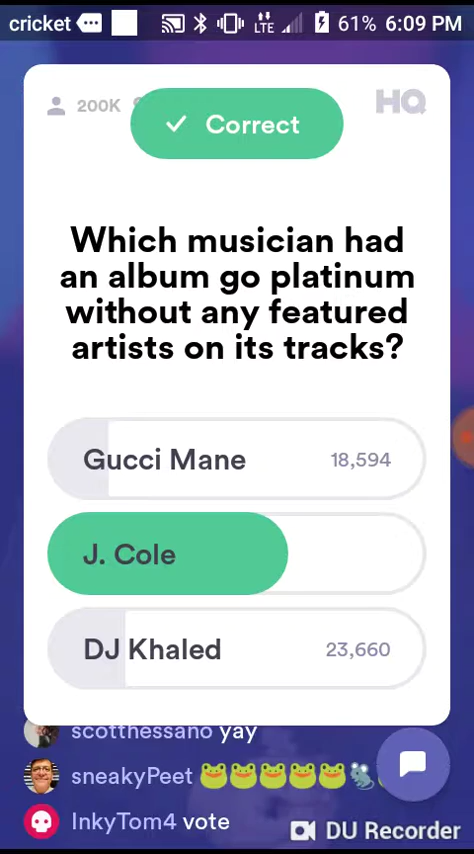 cricket LTE 61% 6:09 PM
200K HQ
Correct
Which musician had
an album go platinum
without any featured
artists on its tracks?
Gucci Mane 18,594
J. Cole
DJ Khaled 23,660
scotthessano yay
sneakyPeet 🐸🐸🐸🐸🐸🐀
InkyTom4 vote
DU Recorder